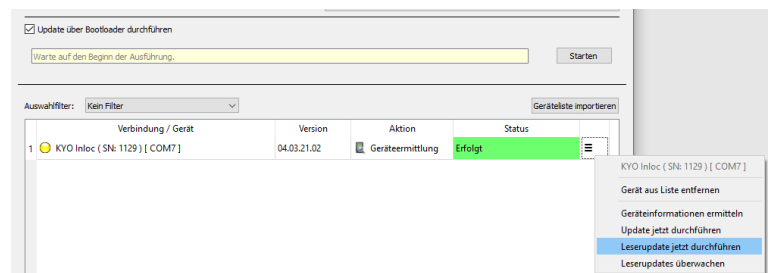 Update über Bootloader durchführen
Warte auf den Beginn der Ausführung.
Starten
Auswahlfilter:
Kein Filter
Geräteliste importieren
Verbindung / Gerät Version Aktion Status
1 KYO Inloc ( SN: 1129 ) [ COM7 ] 04.03.21.02 Geräteermittlung Erfolgt
KYO Inloc ( SN: 1129 ) [ COM7 ]
Gerät aus Liste entfernen
Geräteinformationen ermitteln
Update jetzt durchführen
Leserupdate jetzt durchführen
Leserupdates überwachen